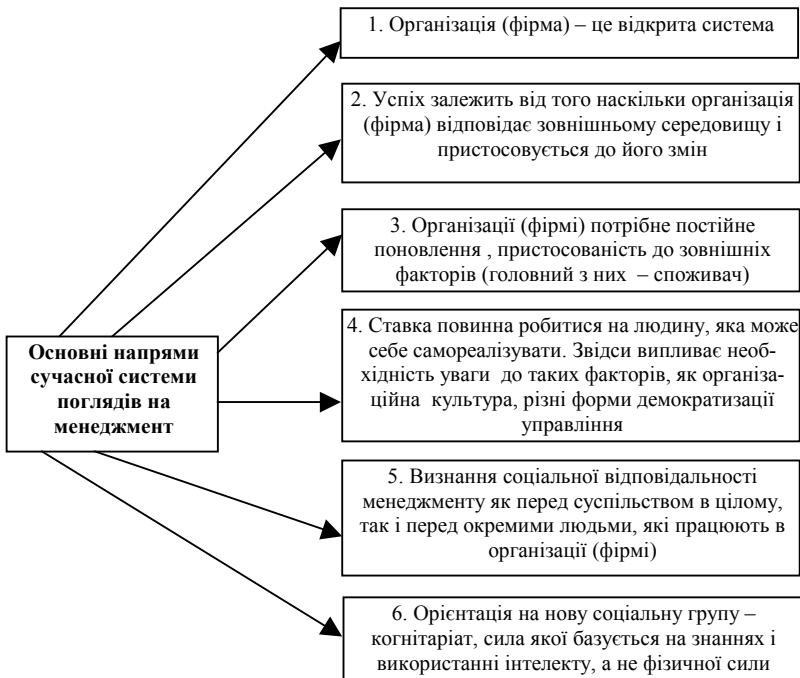 1. Організація (фірма) – це відкрита система
2. Успіх залежить від того наскільки організація
(фірма) відповідає зовнішньому середовищу і
пристосовується до його змін
3. Організації (фірмі) потрібне постійне
поновлення , пристосованість до зовнішніх
факторів (головний з них – споживач)
Основні напрями
сучасної системи
поглядів на
менеджмент
4. Ставка повинна робитися на людину, яка може
себе самореалізувати. Звідси випливає необ-
хідність уваги до таких факторів, як організа-
ційна культура, різні форми демократизації
управління
5. Визнання соціальної відповідальності
менеджменту як перед суспільством в цілому,
так і перед окремими людьми, які працюють в
організації (фірмі)
6. Орієнтація на нову соціальну групу –
когнітаріат, сила якої базується на знаннях і
використанні інтелекту, а не фізичної сили